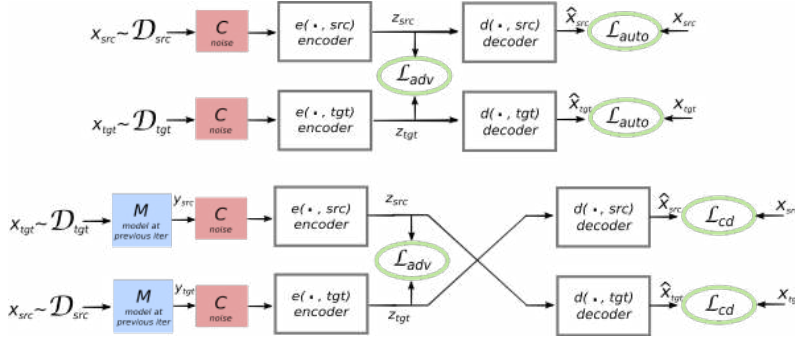 x_src ~ D_src C noise e(•, src) encoder z_src d(•, src) decoder x̂_src L_auto x_src
L_adv
x_tgt ~ D_tgt C noise e(•, tgt) encoder z_tgt d(•, tgt) decoder x̂_tgt L_auto x_tgt
x_tgt ~ D_tgt M model at previous iter y_src C noise e(•, src) encoder z_src d(•, src) decoder x̂_src L_cd x_src
L_adv
x_src ~ D_src M model at previous iter y_tgt C noise e(•, tgt) encoder z_tgt d(•, tgt) decoder x̂_tgt L_cd x_tg